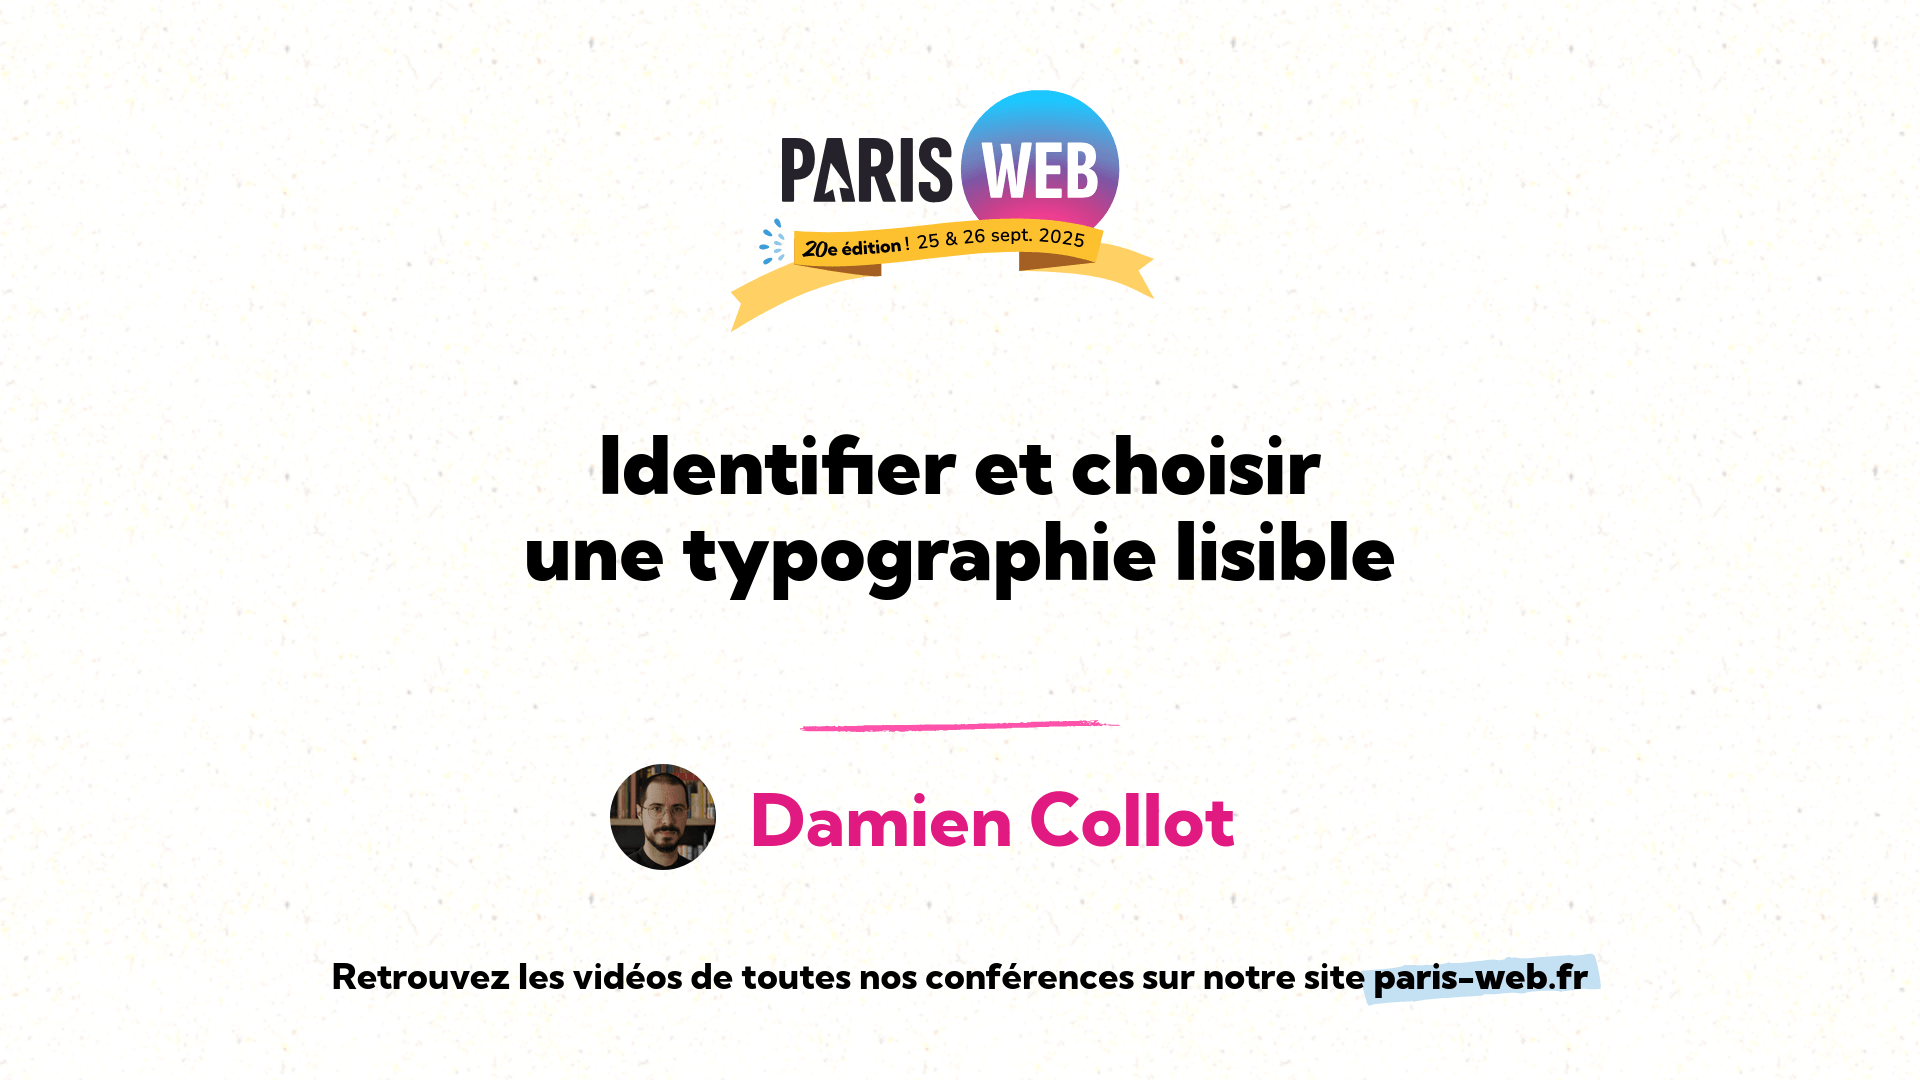 PARIS WEB
20e édition ! 25 & 26 sept. 2025
Identifier et choisir
une typographie lisible
Damien Collot
Retrouvez les vidéos de toutes nos conférences sur notre site paris-web.fr